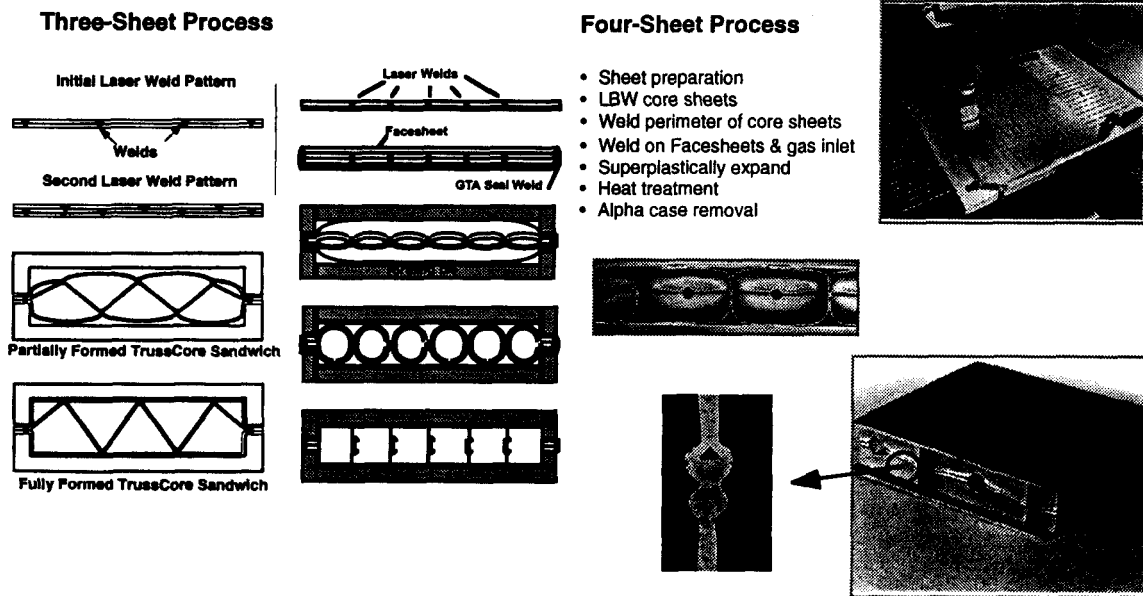 Three-Sheet Process
Initial Laser Weld Pattern
Welds
Second Laser Weld Pattern
Partially Formed TrussCore Sandwich
Fully Formed TrussCore Sandwich
Laser Welds
Facesheet
GTA Seal Weld
Four-Sheet Process
• Sheet preparation
• LBW core sheets
• Weld perimeter of core sheets
• Weld on Facesheets & gas inlet
• Superplastically expand
• Heat treatment
• Alpha case removal